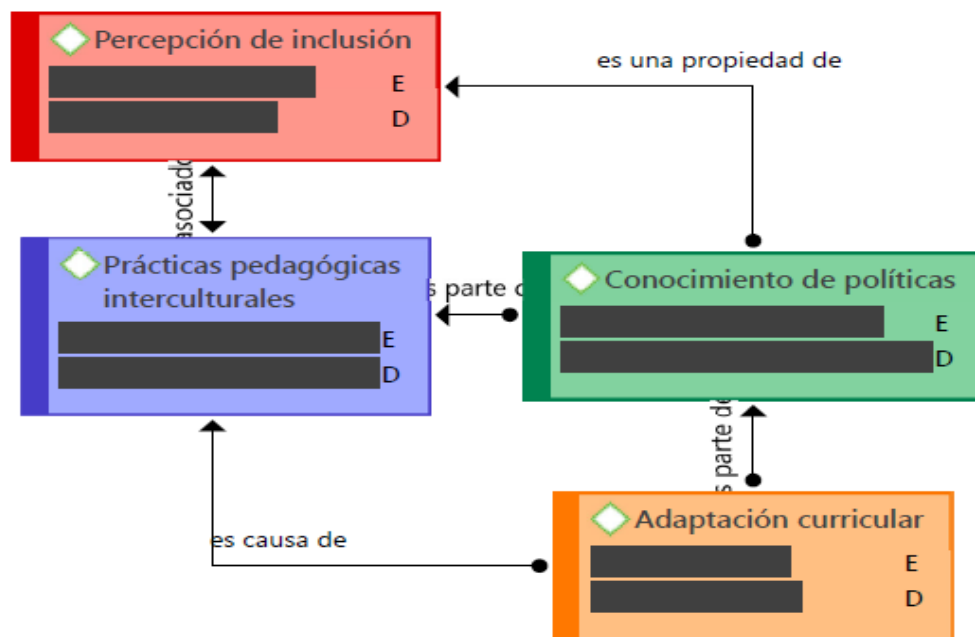 Percepción de inclusión
E
D
es una propiedad de
asociado
Prácticas pedagógicas
interculturales
E
D
s parte d
Conocimiento de políticas
E
D
s parte de
es causa de
Adaptación curricular
E
D